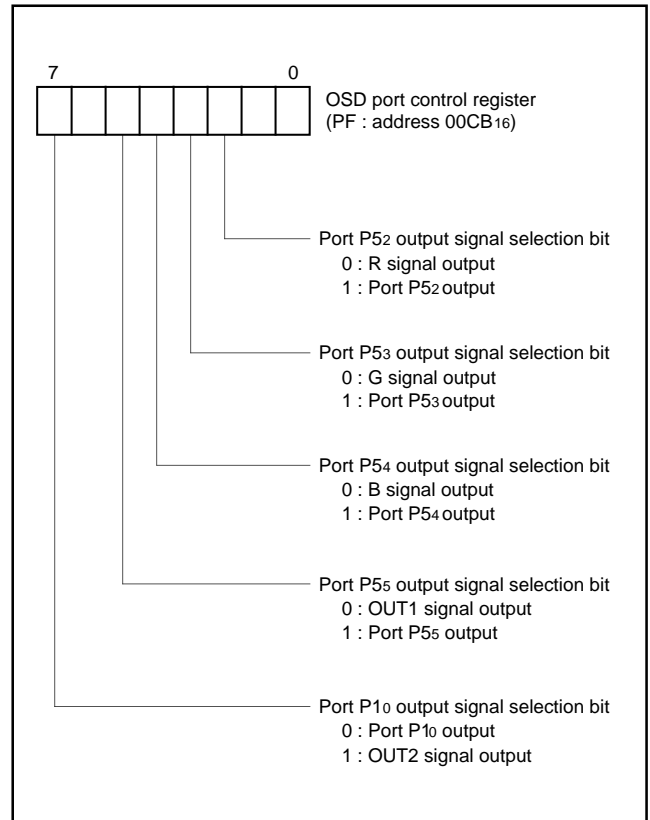 7 0
OSD port control register
(PF : address 00CB16)
Port P52 output signal selection bit
0 : R signal output
1 : Port P52 output
Port P53 output signal selection bit
0 : G signal output
1 : Port P53 output
Port P54 output signal selection bit
0 : B signal output
1 : Port P54 output
Port P55 output signal selection bit
0 : OUT1 signal output
1 : Port P55 output
Port P10 output signal selection bit
0 : Port P10 output
1 : OUT2 signal output